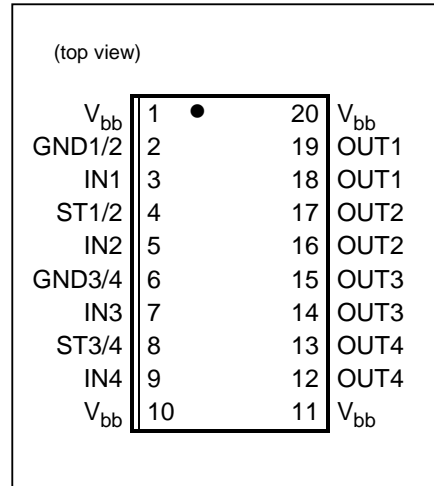 (top view)
Vbb 1 ● 20 Vbb
GND1/2 2 19 OUT1
IN1 3 18 OUT1
ST1/2 4 17 OUT2
IN2 5 16 OUT2
GND3/4 6 15 OUT3
IN3 7 14 OUT3
ST3/4 8 13 OUT4
IN4 9 12 OUT4
Vbb 10 11 Vbb